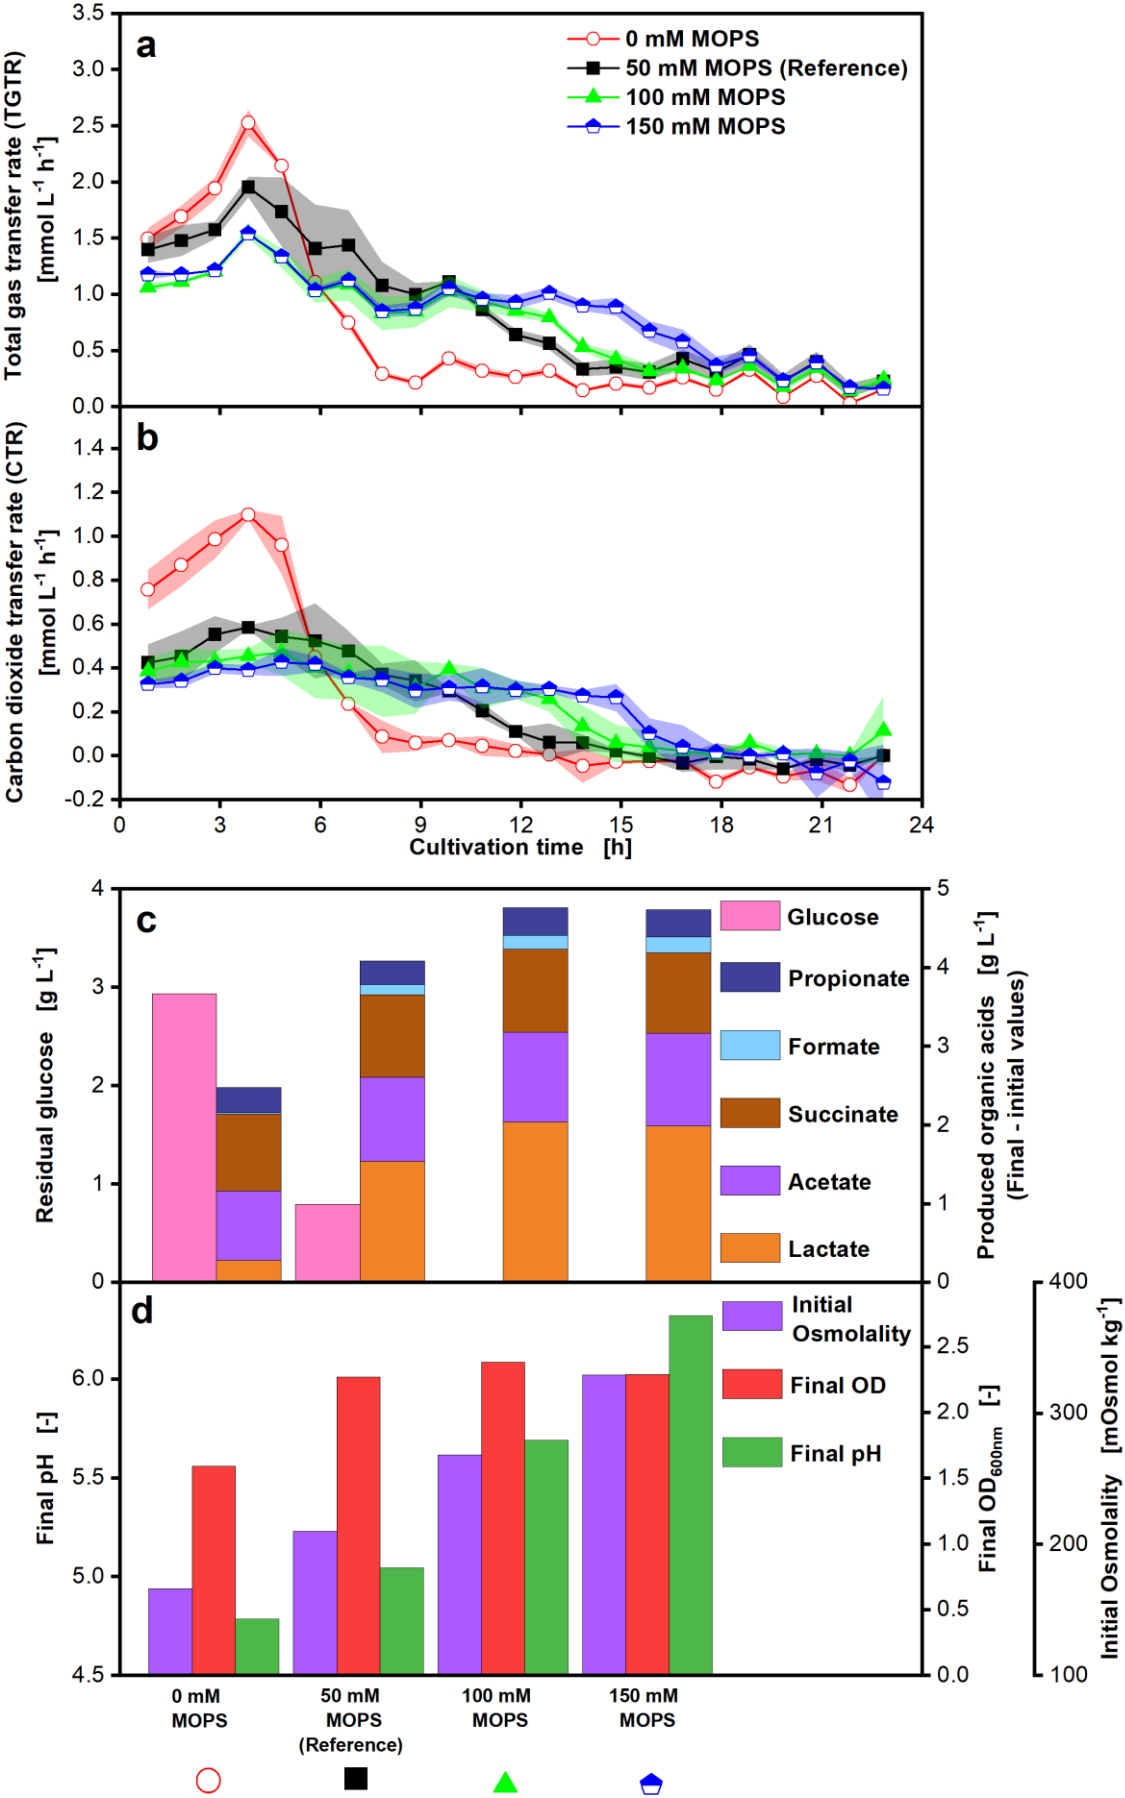 Total gas transfer rate (TGTR)
[mmol L-1 h-1]
3.5
3.0
2.5
2.0
1.5
1.0
0.5
0.0
a
0 mM MOPS
50 mM MOPS (Reference)
100 mM MOPS
150 mM MOPS
Carbon dioxide transfer rate (CTR)
[mmol L-1 h-1]
1.4
1.2
1.0
0.8
0.6
0.4
0.2
0.0
-0.2
b
0 3 6 9 12 15 18 21 24
Cultivation time [h]
Residual glucose [g L-1]
4
3
2
1
0
c
Glucose
Propionate
Formate
Succinate
Acetate
Lactate
5
4
3
2
1
0
Produced organic acids [g L-1]
(Final - initial values)
Final pH [-]
6.0
5.5
5.0
4.5
d
Initial
Osmolality
Final OD
Final pH
2.5
2.0
1.5
1.0
0.5
0.0
Final OD600nm [-]
400
300
200
100
Initial Osmolality [mOsmol kg-1]
0 mM
MOPS
50 mM
MOPS
(Reference)
100 mM
MOPS
150 mM
MOPS